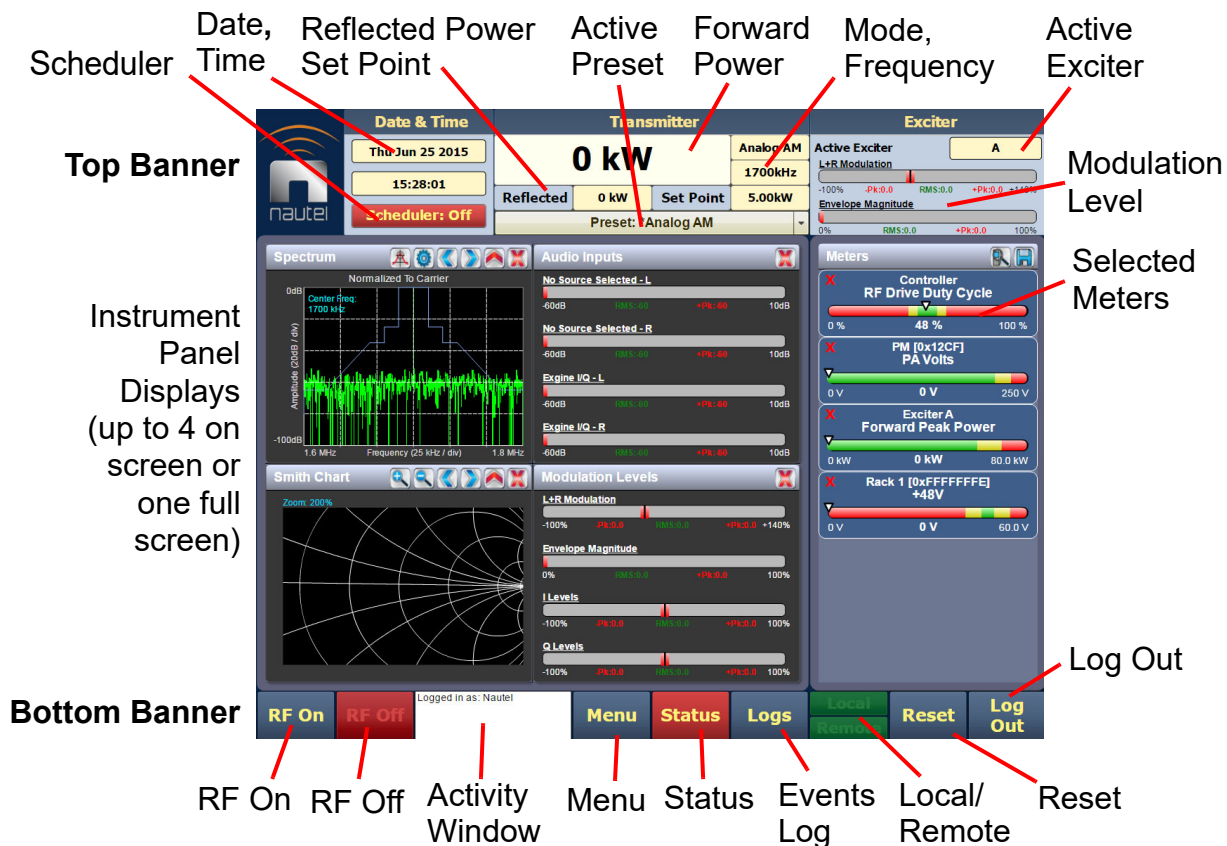 Date,
Time
Reflected Power
Set Point
Active
Preset
Forward
Power
Mode,
Frequency
Active
Exciter
Scheduler
Top Banner
Modulation
Level
Selected
Meters
Instrument
Panel
Displays
(up to 4 on
screen or
one full
screen)
nautel
Date & Time
Thu Jun 25 2015
15:28:01
Scheduler: Off
Transmitter
0 kW
Analog AM
1700kHz
Reflected
0 kW
Set Point
5.00kW
Preset: *Analog AM
Exciter
Active Exciter
A
L+R Modulation
-100% -Pk:0.0 RMS:0.0 +Pk:0.0 +140%
Envelope Magnitude
0% RMS:0.0 +Pk:0.0 100%
Spectrum
Normalized To Carrier
0dB
Center Freq:
1700 kHz
Amplitude (20dB / div)
-100dB
1.6 MHz Frequency (25 kHz / div) 1.8 MHz
Audio Inputs
No Source Selected - L
-60dB RMS:-60 +Pk:-60 10dB
No Source Selected - R
-60dB RMS:-60 +Pk:-60 10dB
Exgine I/Q - L
-60dB RMS:-60 +Pk:-60 10dB
Exgine I/Q - R
-60dB RMS:-60 +Pk:-60 10dB
Meters
X Controller
RF Drive Duty Cycle
0 % 48 % 100 %
X PM [0x12CF]
PA Volts
0 V 0 V 250 V
X Exciter A
Forward Peak Power
0 kW 0 kW 80.0 kW
X Rack 1 [0xFFFFFFFE]
+48V
0 V 0 V 60.0 V
Smith Chart
Zoom: 200%
Modulation Levels
L+R Modulation
-100% -Pk:0.0 RMS:0.0 +Pk:0.0 +140%
Envelope Magnitude
0% RMS:0.0 +Pk:0.0 100%
I Levels
-100% -Pk:0.0 RMS:0.0 +Pk:0.0 100%
Q Levels
-100% -Pk:0.0 RMS:0.0 +Pk:0.0 100%
Log Out
Bottom Banner
RF On
RF Off
Logged in as: Nautel
Menu
Status
Logs
Local
Remote
Reset
Log
Out
RF On
RF Off
Activity
Window
Menu
Status
Events
Log
Local/
Remote
Reset